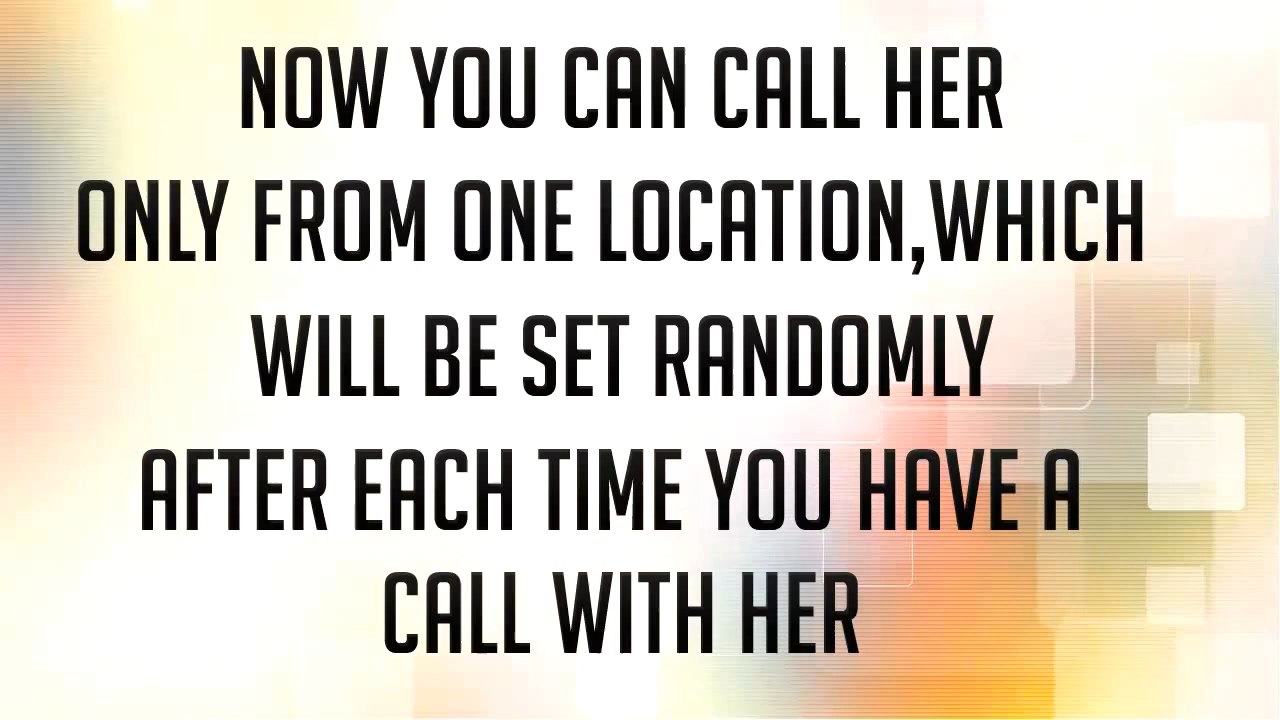 NOW YOU CAN CALL HER
ONLY FROM ONE LOCATION,WHICH
WILL BE SET RANDOMLY
AFTER EACH TIME YOU HAVE A
CALL WITH HER